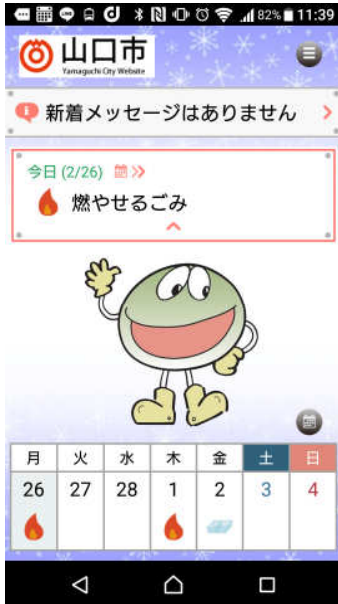 82% 11:39
山口市
Yamaguchi City Website
新着メッセージはありません
今日 (2/26)
燃やせるごみ
月 火 水 木 金 土 日
26 27 28 1 2 3 4